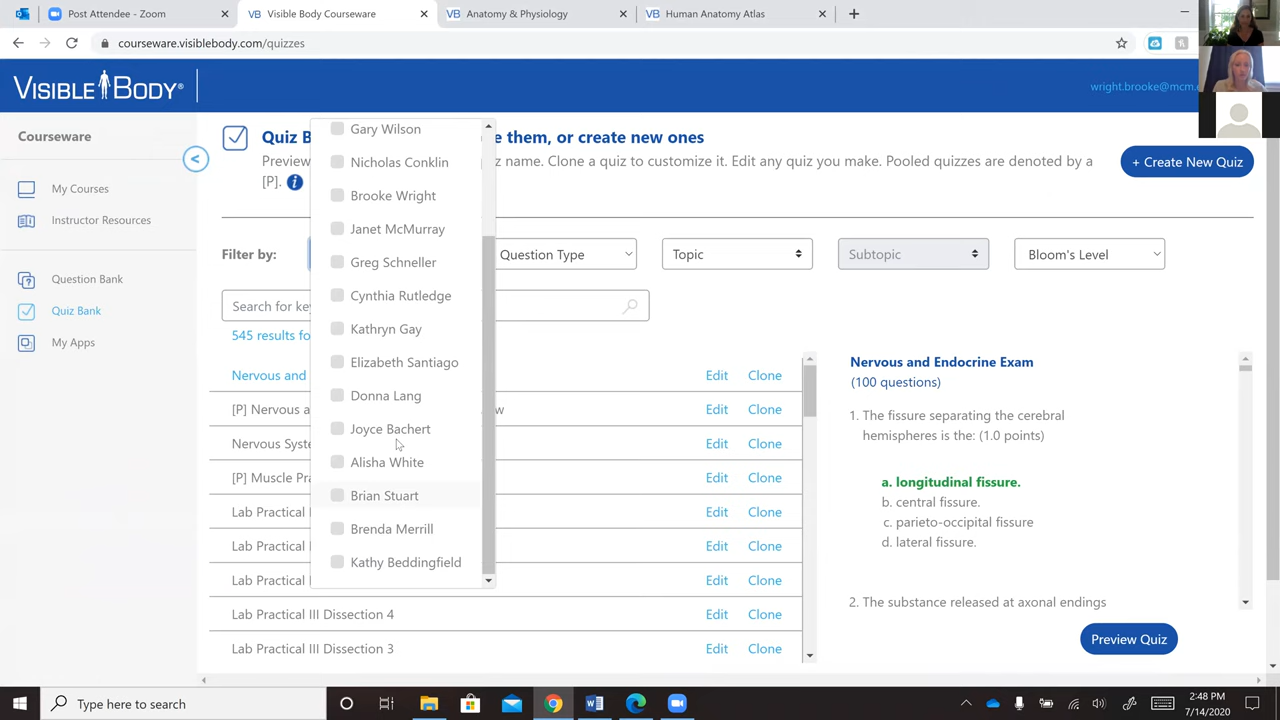 Post Attendee - Zoom
Visible Body Courseware
Anatomy & Physiology
Human Anatomy Atlas
courseware.visiblebody.com/quizzes
VISIBLE BODY
wright.brooke@mcm.
Courseware
My Courses
Instructor Resources
Question Bank
Quiz Bank
My Apps
Quiz B
e them, or create new ones
Preview
iz name. Clone a quiz to customize it. Edit any quiz you make. Pooled quizzes are denoted by a
[P].
+ Create New Quiz
Filter by:
Question Type
Topic
Subtopic
Bloom's Level
Search for key
545 results fo
Gary Wilson
Nicholas Conklin
Brooke Wright
Janet McMurray
Greg Schneller
Cynthia Rutledge
Kathryn Gay
Elizabeth Santiago
Donna Lang
Joyce Bachert
Alisha White
Brian Stuart
Brenda Merrill
Kathy Beddingfield
Nervous and
Edit Clone
[P] Nervous a
w
Edit Clone
Nervous Syste
Edit Clone
[P] Muscle Pra
Edit Clone
Lab Practical
Edit Clone
Lab Practical
Edit Clone
Lab Practical
Edit Clone
Lab Practical III Dissection 4
Edit Clone
Lab Practical III Dissection 3
Edit Clone
Nervous and Endocrine Exam
(100 questions)
1. The fissure separating the cerebral
hemispheres is the: (1.0 points)
a. longitudinal fissure.
b. central fissure.
c. parieto-occipital fissure
d. lateral fissure.
2. The substance released at axonal endings
Preview Quiz
Type here to search
2:48 PM
7/14/2020